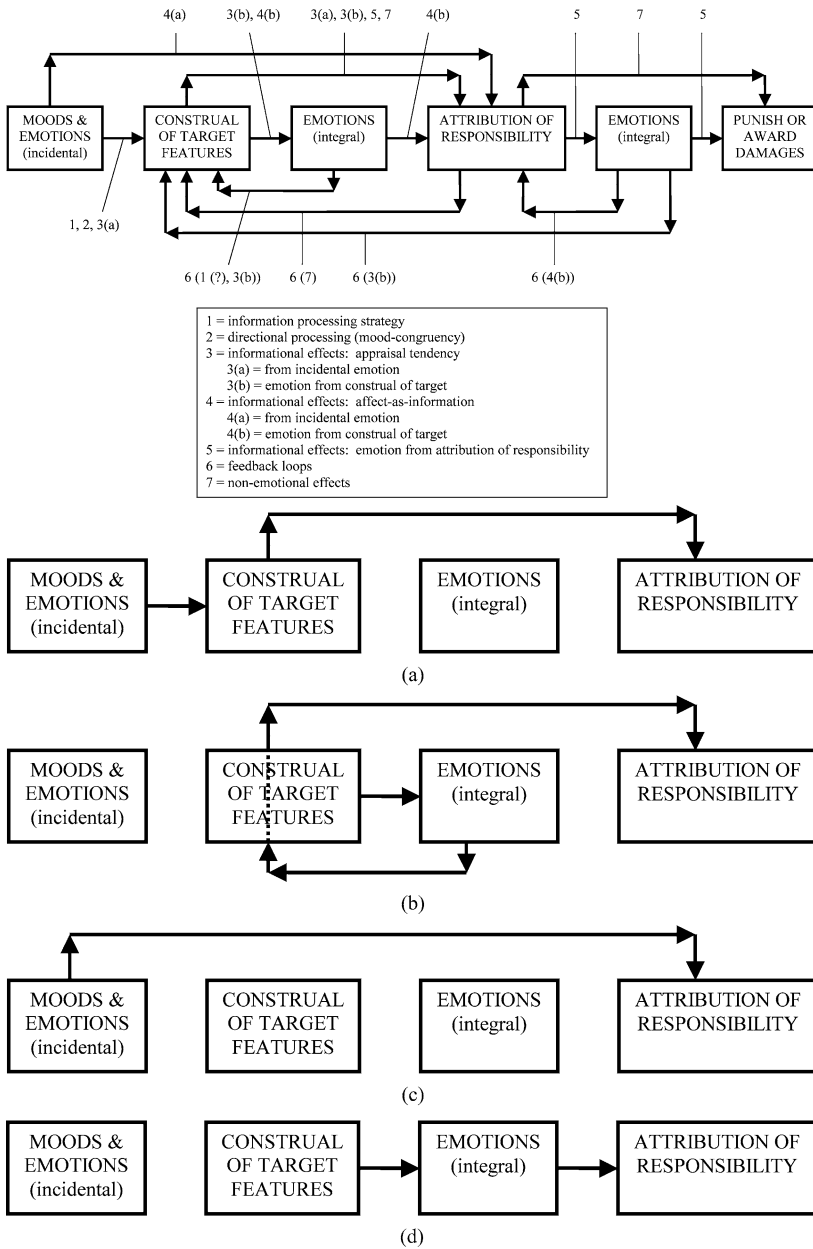 4(a) 3(b), 4(b) 3(a), 3(b), 5, 7 4(b) 5 7 5
MOODS &
EMOTIONS
(incidental)
CONSTRUAL
OF TARGET
FEATURES
EMOTIONS
(integral)
ATTRIBUTION OF
RESPONSIBILITY
EMOTIONS
(integral)
PUNISH OR
AWARD
DAMAGES
1, 2, 3(a)
6 (1 (?), 3(b)) 6 (7) 6 (3(b)) 6 (4(b))
1 = information processing strategy
2 = directional processing (mood-congruency)
3 = informational effects: appraisal tendency
3(a) = from incidental emotion
3(b) = emotion from construal of target
4 = informational effects: affect-as-information
4(a) = from incidental emotion
4(b) = emotion from construal of target
5 = informational effects: emotion from attribution of responsibility
6 = feedback loops
7 = non-emotional effects
MOODS &
EMOTIONS
(incidental)
CONSTRUAL
OF TARGET
FEATURES
EMOTIONS
(integral)
ATTRIBUTION OF
RESPONSIBILITY
(a)
MOODS &
EMOTIONS
(incidental)
CONSTRUAL
OF TARGET
FEATURES
EMOTIONS
(integral)
ATTRIBUTION OF
RESPONSIBILITY
(b)
MOODS &
EMOTIONS
(incidental)
CONSTRUAL
OF TARGET
FEATURES
EMOTIONS
(integral)
ATTRIBUTION OF
RESPONSIBILITY
(c)
MOODS &
EMOTIONS
(incidental)
CONSTRUAL
OF TARGET
FEATURES
EMOTIONS
(integral)
ATTRIBUTION OF
RESPONSIBILITY
(d)